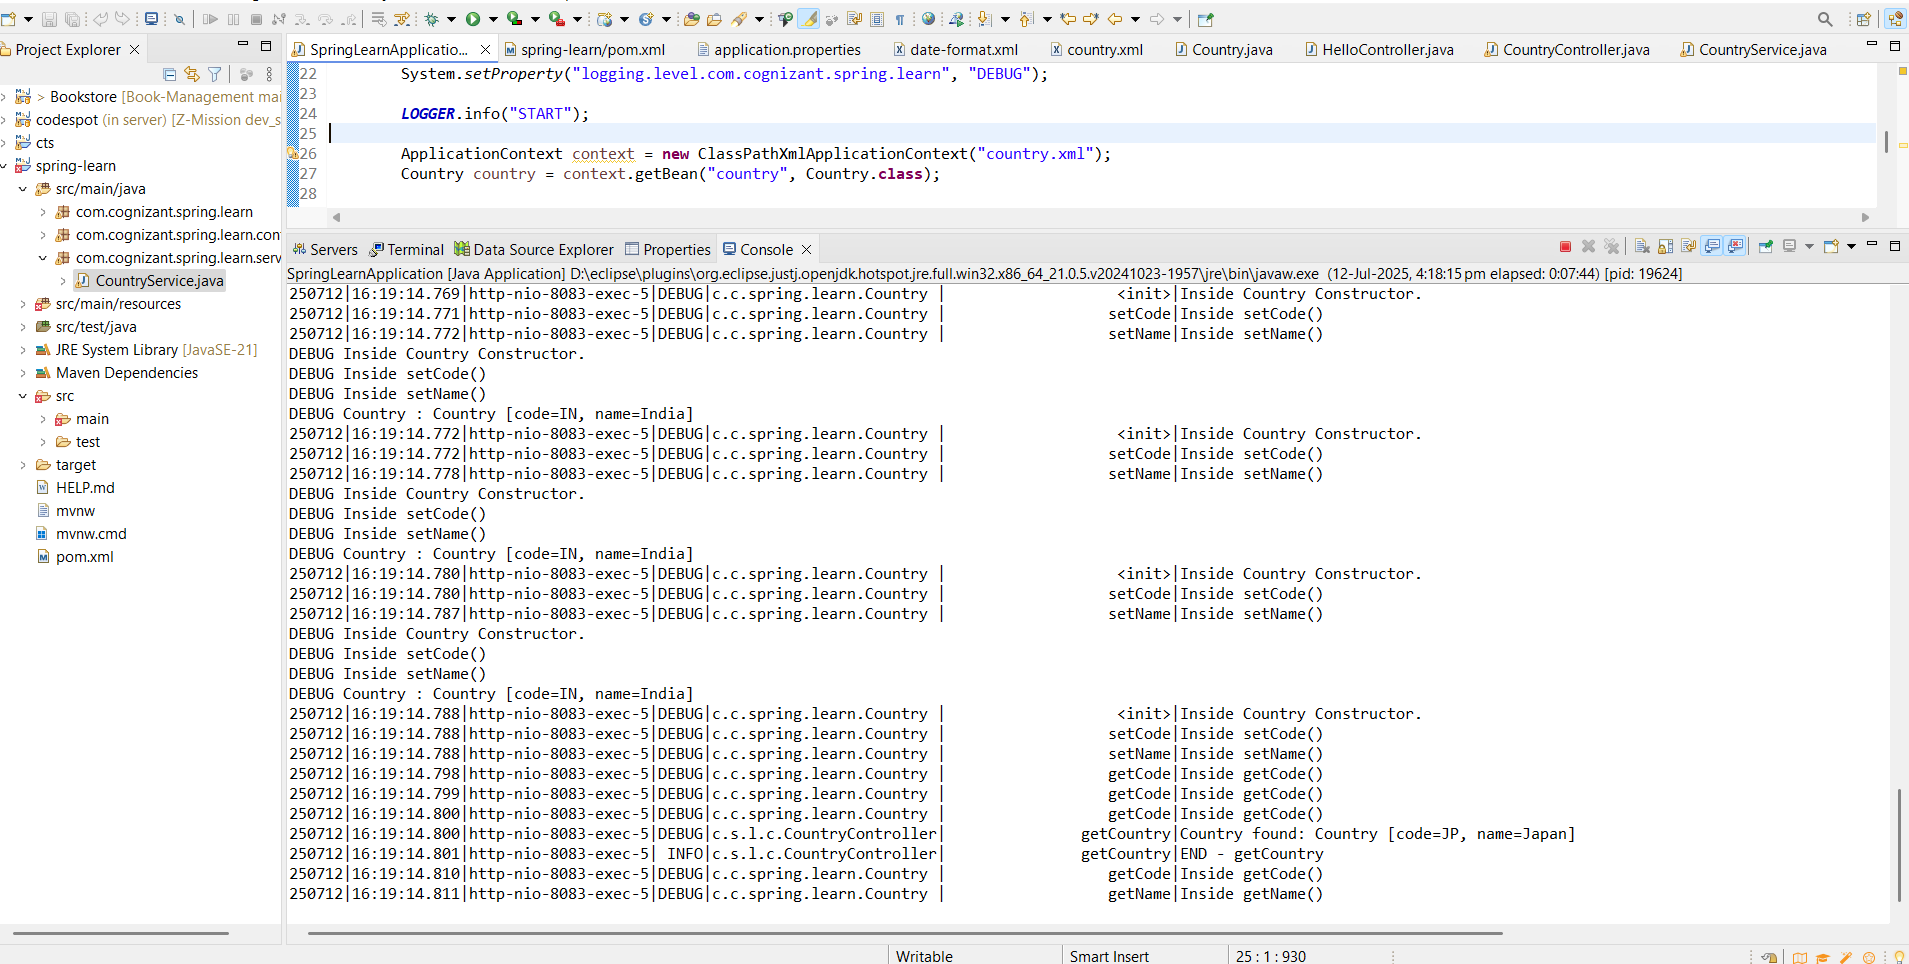 Project Explorer
> Bookstore [Book-Management mai
codespot (in server) [Z-Mission dev_s
cts
spring-learn
src/main/java
com.cognizant.spring.learn
com.cognizant.spring.learn.con
com.cognizant.spring.learn.serv
CountryService.java
src/main/resources
src/test/java
JRE System Library [JavaSE-21]
Maven Dependencies
src
main
test
target
HELP.md
mvnw
mvnw.cmd
pom.xml
SpringLearnApplicatio... spring-learn/pom.xml application.properties date-format.xml country.xml Country.java HelloController.java CountryController.java CountryService.java
22 System.setProperty("logging.level.com.cognizant.spring.learn", "DEBUG");
23
24 LOGGER.info("START");
25
26 ApplicationContext context = new ClassPathXmlApplicationContext("country.xml");
27 Country country = context.getBean("country", Country.class);
28
Servers Terminal Data Source Explorer Properties Console
SpringLearnApplication [Java Application] D:\eclipse\plugins\org.eclipse.justj.openjdk.hotspot.jre.full.win32.x86_64_21.0.5.v20241023-1957\jre\bin\javaw.exe (12-Jul-2025, 4:18:15 pm elapsed: 0:07:44) [pid: 19624]
250712|16:19:14.769|http-nio-8083-exec-5|DEBUG|c.c.spring.learn.Country | <init>|Inside Country Constructor.
250712|16:19:14.771|http-nio-8083-exec-5|DEBUG|c.c.spring.learn.Country | setCode|Inside setCode()
250712|16:19:14.772|http-nio-8083-exec-5|DEBUG|c.c.spring.learn.Country | setName|Inside setName()
DEBUG Inside Country Constructor.
DEBUG Inside setCode()
DEBUG Inside setName()
DEBUG Country : Country [code=IN, name=India]
250712|16:19:14.772|http-nio-8083-exec-5|DEBUG|c.c.spring.learn.Country | <init>|Inside Country Constructor.
250712|16:19:14.772|http-nio-8083-exec-5|DEBUG|c.c.spring.learn.Country | setCode|Inside setCode()
250712|16:19:14.778|http-nio-8083-exec-5|DEBUG|c.c.spring.learn.Country | setName|Inside setName()
DEBUG Inside Country Constructor.
DEBUG Inside setCode()
DEBUG Inside setName()
DEBUG Country : Country [code=IN, name=India]
250712|16:19:14.780|http-nio-8083-exec-5|DEBUG|c.c.spring.learn.Country | <init>|Inside Country Constructor.
250712|16:19:14.780|http-nio-8083-exec-5|DEBUG|c.c.spring.learn.Country | setCode|Inside setCode()
250712|16:19:14.787|http-nio-8083-exec-5|DEBUG|c.c.spring.learn.Country | setName|Inside setName()
DEBUG Inside Country Constructor.
DEBUG Inside setCode()
DEBUG Inside setName()
DEBUG Country : Country [code=IN, name=India]
250712|16:19:14.788|http-nio-8083-exec-5|DEBUG|c.c.spring.learn.Country | <init>|Inside Country Constructor.
250712|16:19:14.788|http-nio-8083-exec-5|DEBUG|c.c.spring.learn.Country | setCode|Inside setCode()
250712|16:19:14.788|http-nio-8083-exec-5|DEBUG|c.c.spring.learn.Country | setName|Inside setName()
250712|16:19:14.798|http-nio-8083-exec-5|DEBUG|c.c.spring.learn.Country | getCode|Inside getCode()
250712|16:19:14.799|http-nio-8083-exec-5|DEBUG|c.c.spring.learn.Country | getCode|Inside getCode()
250712|16:19:14.800|http-nio-8083-exec-5|DEBUG|c.c.spring.learn.Country | getCode|Inside getCode()
250712|16:19:14.800|http-nio-8083-exec-5|DEBUG|c.s.l.c.CountryController| getCountry|Country found: Country [code=JP, name=Japan]
250712|16:19:14.801|http-nio-8083-exec-5| INFO|c.s.l.c.CountryController| getCountry|END - getCountry
250712|16:19:14.810|http-nio-8083-exec-5|DEBUG|c.c.spring.learn.Country | getCode|Inside getCode()
250712|16:19:14.811|http-nio-8083-exec-5|DEBUG|c.c.spring.learn.Country | getName|Inside getName()
Writable Smart Insert 25 : 1 : 930